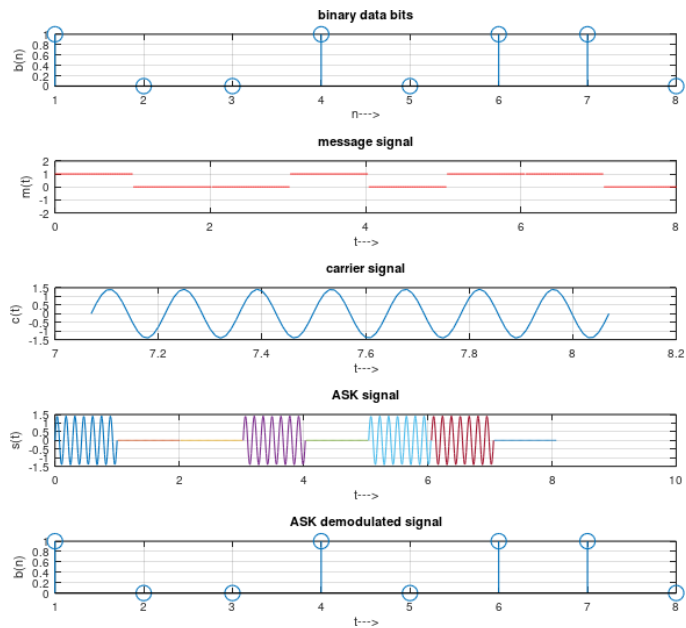 binary data bits
b(n)
1
0.8
0.6
0.4
0.2
0
1 2 3 4 5 6 7 8
n--->
message signal
m(t)
2
1
0
-1
-2
0 2 4 6 8
t--->
carrier signal
c(t)
1.5
1
0.5
0
-0.5
-1
-1.5
7 7.2 7.4 7.6 7.8 8 8.2
t--->
ASK signal
s(t)
1.5
1
0.5
0
-0.5
-1
-1.5
0 2 4 6 8 10
t--->
ASK demodulated signal
b(n)
1
0.8
0.6
0.4
0.2
0
1 2 3 4 5 6 7 8
t--->